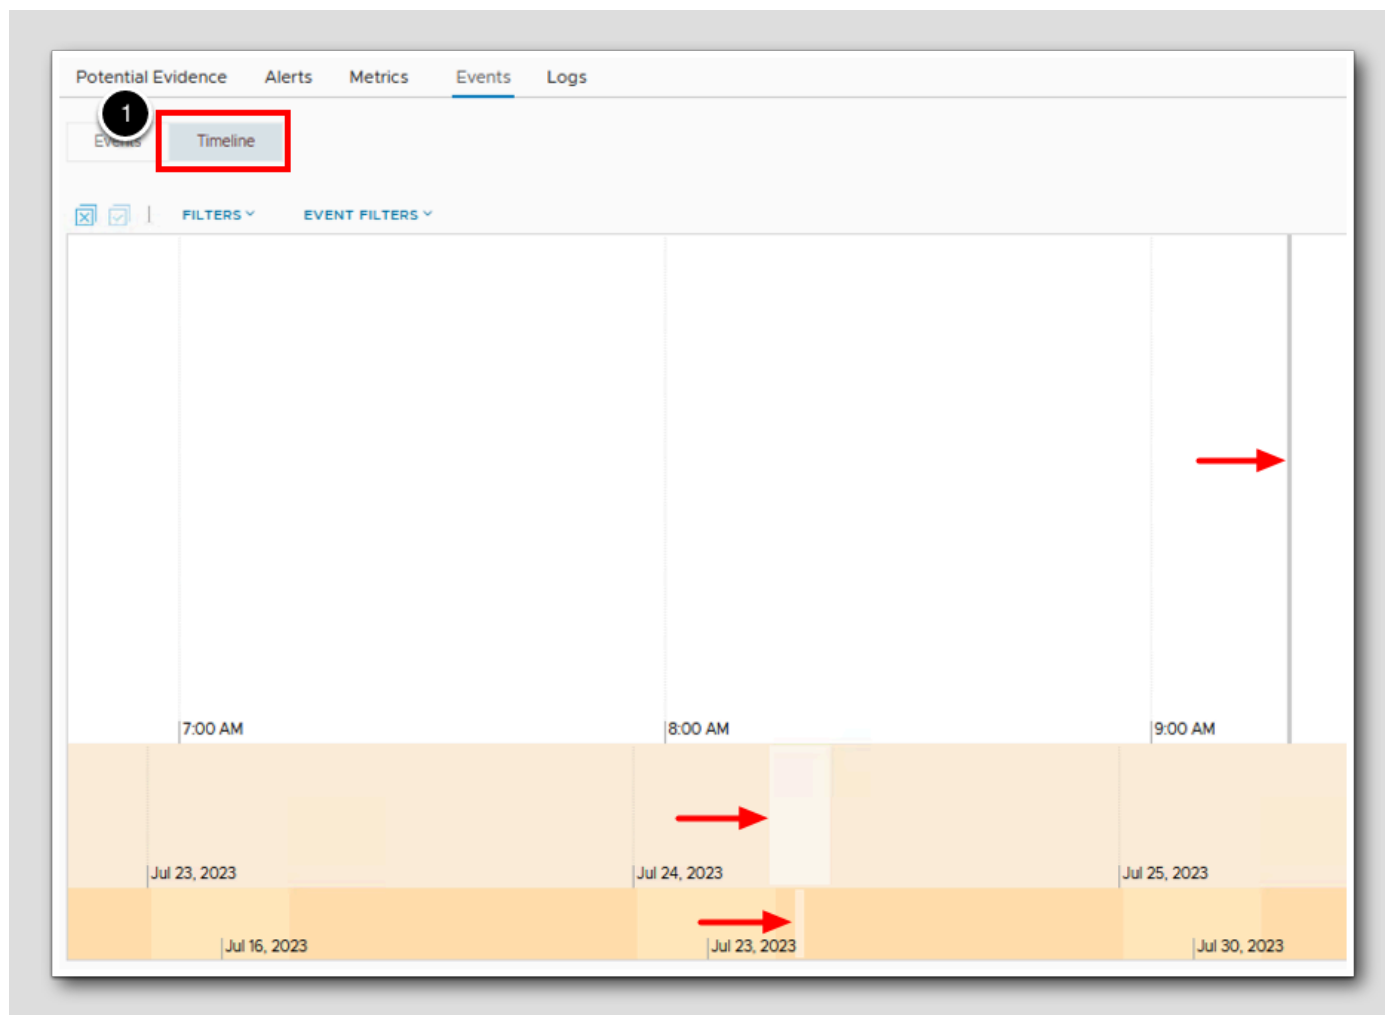 Potential Evidence Alerts Metrics Events Logs
1
Events Timeline
FILTERS EVENT FILTERS
7:00 AM 8:00 AM 9:00 AM
Jul 23, 2023 Jul 24, 2023 Jul 25, 2023
Jul 16, 2023 Jul 23, 2023 Jul 30, 2023